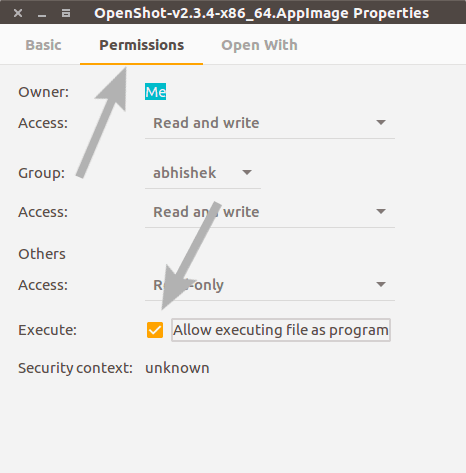 OpenShot-v2.3.4-x86_64.AppImage Properties
Basic Permissions Open With
Owner: Me
Access: Read and write
Group: abhishek
Access: Read and write
Others
Access: Read-only
Execute: Allow executing file as program
Security context: unknown